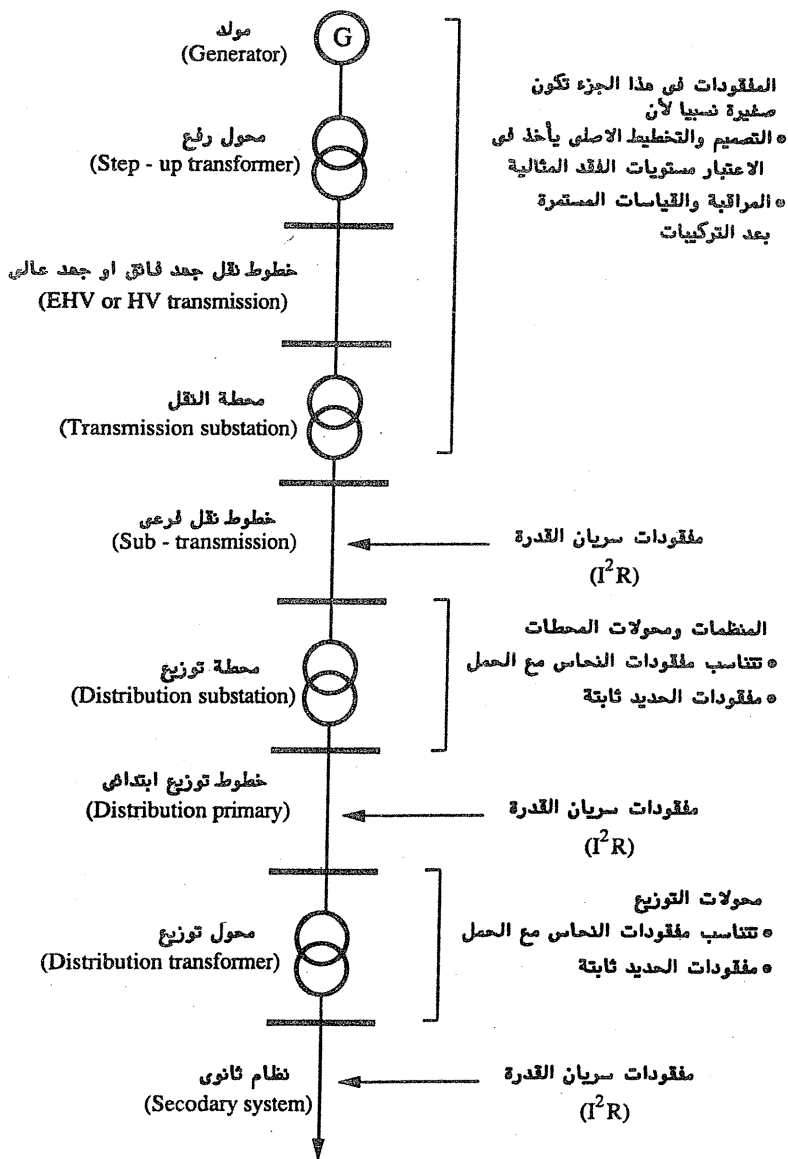 مولد
(Generator)
G
المفقودات فى هذا الجزء تكون
صغيرة نسبيا لأن
• التصميم والتخطيط الاصلى يأخذ فى
الاعتبار مستويات الفقد المثالية
• المراقبة والقياسات المستمرة
بعد التركيبات
محول رفع
(Step - up transformer)
خطوط نقل جهد فائق او جهد عالى
(EHV or HV transmission)
محطة النقل
(Transmission substation)
خطوط نقل فرعى
(Sub - transmission)
مفقودات سريان القدرة
(I²R)
محطة توزيع
(Distribution substation)
المنظمات ومحولات المحطات
• تتناسب مفقودات النحاس مع الحمل
• مفقودات الحديد ثابتة
خطوط توزيع ابتدائى
(Distribution primary)
مفقودات سريان القدرة
(I²R)
محول توزيع
(Distribution transformer)
محولات التوزيع
• تتناسب مفقودات النحاس مع الحمل
• مفقودات الحديد ثابتة
نظام ثانوى
(Secodary system)
مفقودات سريان القدرة
(I²R)